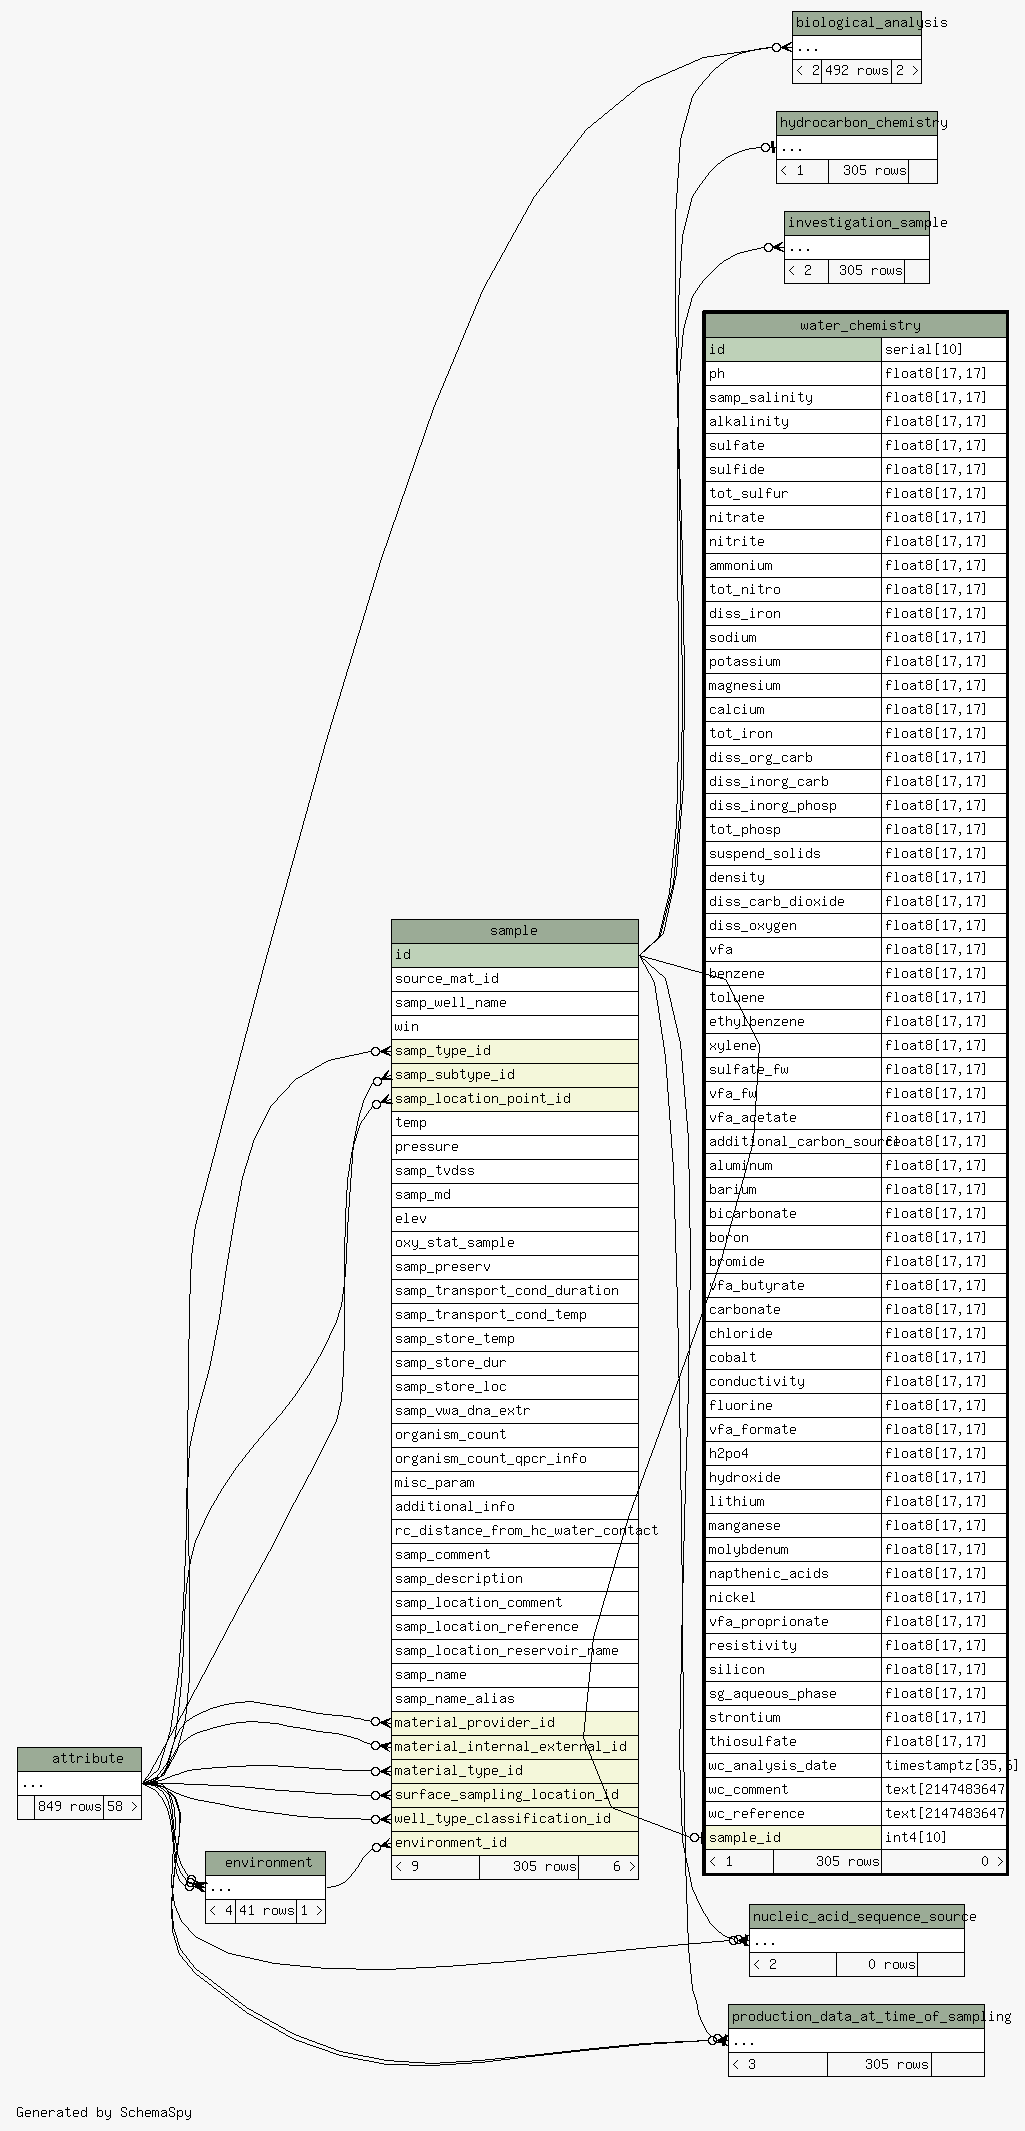 biological_analysis
...
< 2 492 rows 2 >
hydrocarbon_chemistry
...
< 1 305 rows
investigation_sample
...
< 2 305 rows
water_chemistry
id serial[10]
ph float8[17,17]
samp_salinity float8[17,17]
alkalinity float8[17,17]
sulfate float8[17,17]
sulfide float8[17,17]
tot_sulfur float8[17,17]
nitrate float8[17,17]
nitrite float8[17,17]
ammonium float8[17,17]
tot_nitro float8[17,17]
diss_iron float8[17,17]
sodium float8[17,17]
potassium float8[17,17]
magnesium float8[17,17]
calcium float8[17,17]
tot_iron float8[17,17]
diss_org_carb float8[17,17]
diss_inorg_carb float8[17,17]
diss_inorg_phosp float8[17,17]
tot_phosp float8[17,17]
suspend_solids float8[17,17]
density float8[17,17]
diss_carb_dioxide float8[17,17]
diss_oxygen float8[17,17]
vfa float8[17,17]
benzene float8[17,17]
toluene float8[17,17]
ethylbenzene float8[17,17]
xylene float8[17,17]
sulfate_fw float8[17,17]
vfa_fw float8[17,17]
vfa_acetate float8[17,17]
additional_carbon_source float8[17,17]
aluminum float8[17,17]
barium float8[17,17]
bicarbonate float8[17,17]
boron float8[17,17]
bromide float8[17,17]
vfa_butyrate float8[17,17]
carbonate float8[17,17]
chloride float8[17,17]
cobalt float8[17,17]
conductivity float8[17,17]
fluorine float8[17,17]
vfa_formate float8[17,17]
h2po4 float8[17,17]
hydroxide float8[17,17]
lithium float8[17,17]
manganese float8[17,17]
molybdenum float8[17,17]
napthenic_acids float8[17,17]
nickel float8[17,17]
vfa_proprionate float8[17,17]
resistivity float8[17,17]
silicon float8[17,17]
sg_aqueous_phase float8[17,17]
strontium float8[17,17]
thiosulfate float8[17,17]
wc_analysis_date timestamptz[35,6]
wc_comment text[2147483647
wc_reference text[2147483647
sample_id int4[10]
< 1 305 rows 0 >
sample
id
source_mat_id
samp_well_name
win
samp_type_id
samp_subtype_id
samp_location_point_id
temp
pressure
samp_tvdss
samp_md
elev
oxy_stat_sample
samp_preserv
samp_transport_cond_duration
samp_transport_cond_temp
samp_store_temp
samp_store_dur
samp_store_loc
samp_vwa_dna_extr
organism_count
organism_count_qpcr_info
misc_param
additional_info
rc_distance_from_hc_water_contact
samp_comment
samp_description
samp_location_comment
samp_location_reference
samp_location_reservoir_name
samp_name
samp_name_alias
material_provider_id
material_internal_external_id
material_type_id
surface_sampling_location_id
well_type_classification_id
environment_id
< 9 305 rows 6 >
attribute
...
849 rows 58 >
environment
...
< 4 41 rows 1 >
nucleic_acid_sequence_source
...
< 2 0 rows
production_data_at_time_of_sampling
...
< 3 305 rows
Generated by SchemaSpy